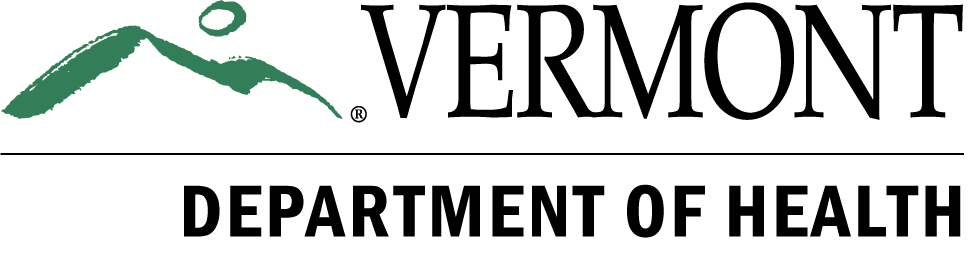 ® VERMONT
DEPARTMENT OF HEALTH